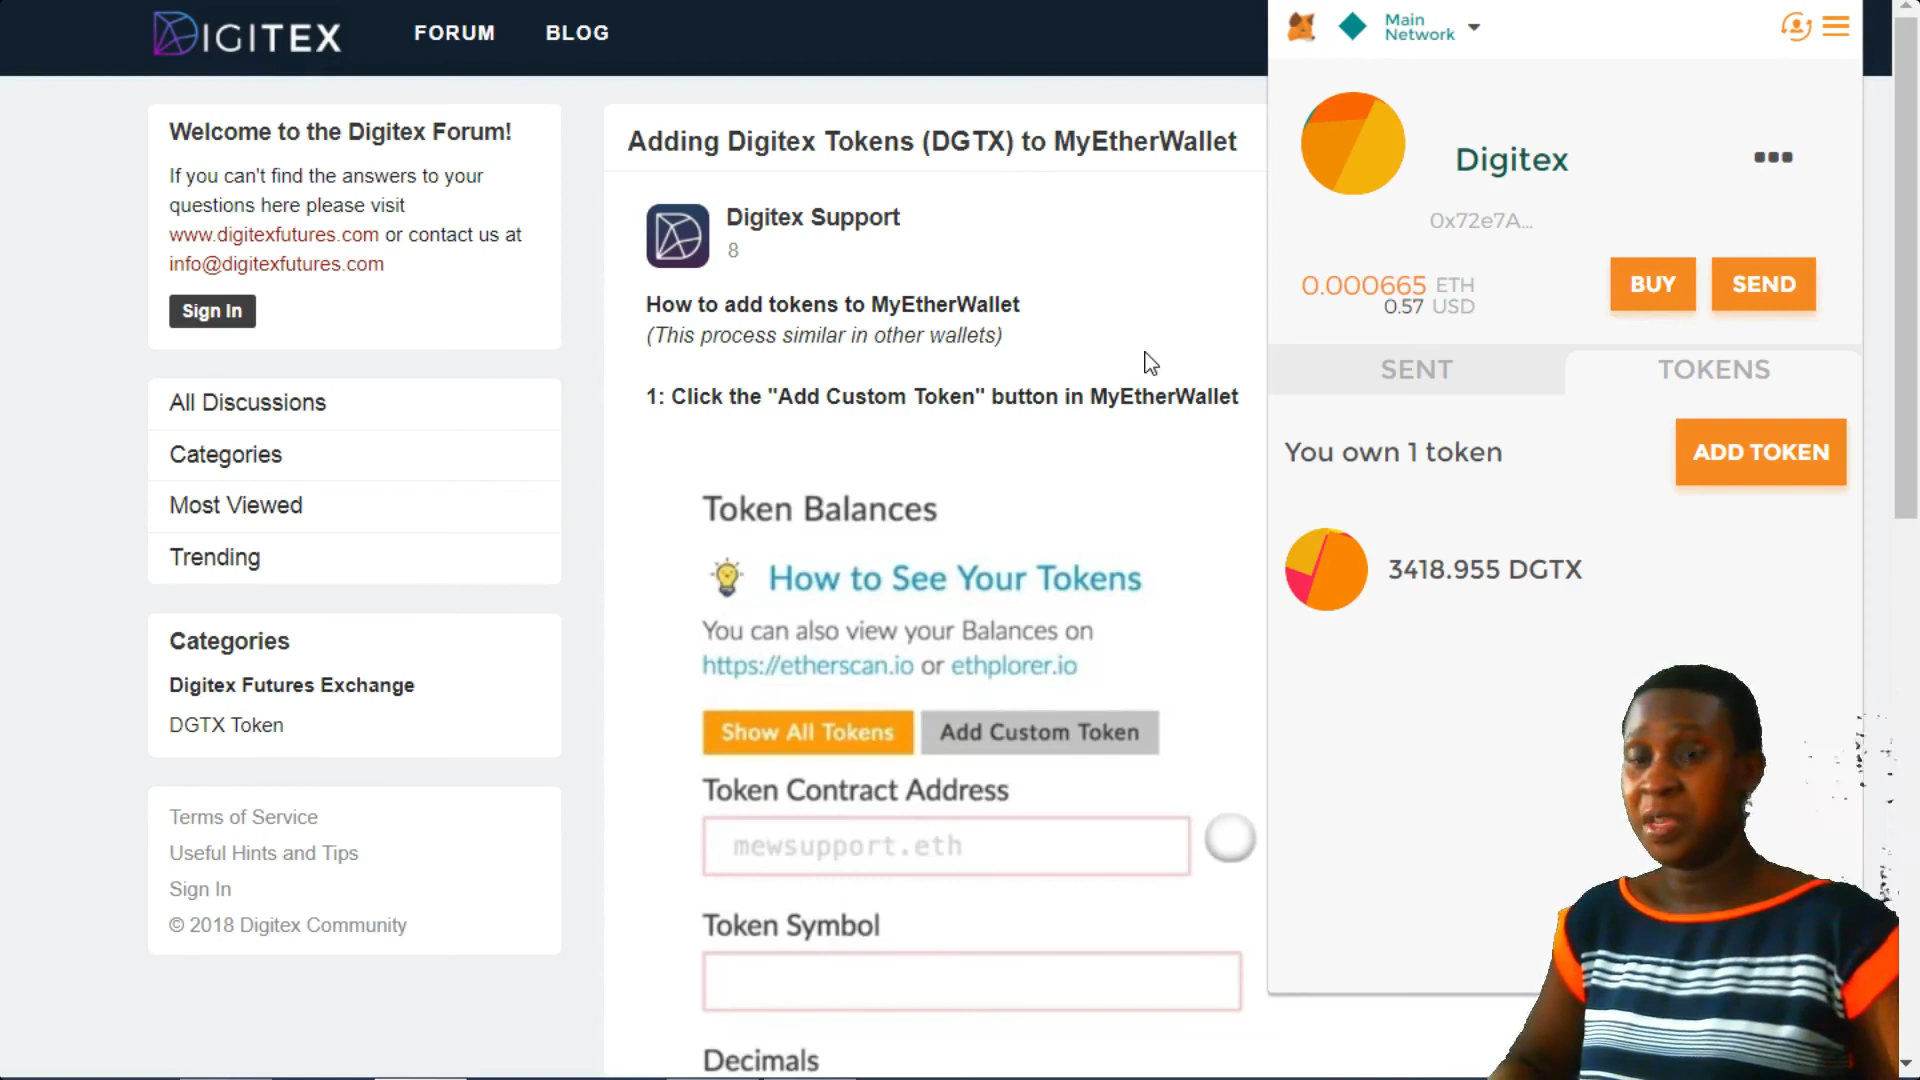 DIGITEX
FORUM
BLOG
Welcome to the Digitex Forum!
If you can't find the answers to your
questions here please visit
www.digitexfutures.com or contact us at
info@digitexfutures.com
Sign In
All Discussions
Categories
Most Viewed
Trending
Categories
Digitex Futures Exchange
DGTX Token
Terms of Service
Useful Hints and Tips
Sign In
© 2018 Digitex Community
Adding Digitex Tokens (DGTX) to MyEtherWallet
Digitex Support
8
How to add tokens to MyEtherWallet
(This process similar in other wallets)
1: Click the "Add Custom Token" button in MyEtherWallet
Token Balances
How to See Your Tokens
You can also view your Balances on
https://etherscan.io or ethplorer.io
Show All Tokens
Add Custom Token
Token Contract Address
mewsupport.eth
Token Symbol
Decimals
Main
Network
Digitex
0x72e7A...
0.000665 ETH
0.57 USD
BUY
SEND
SENT
TOKENS
You own 1 token
ADD TOKEN
3418.955 DGTX